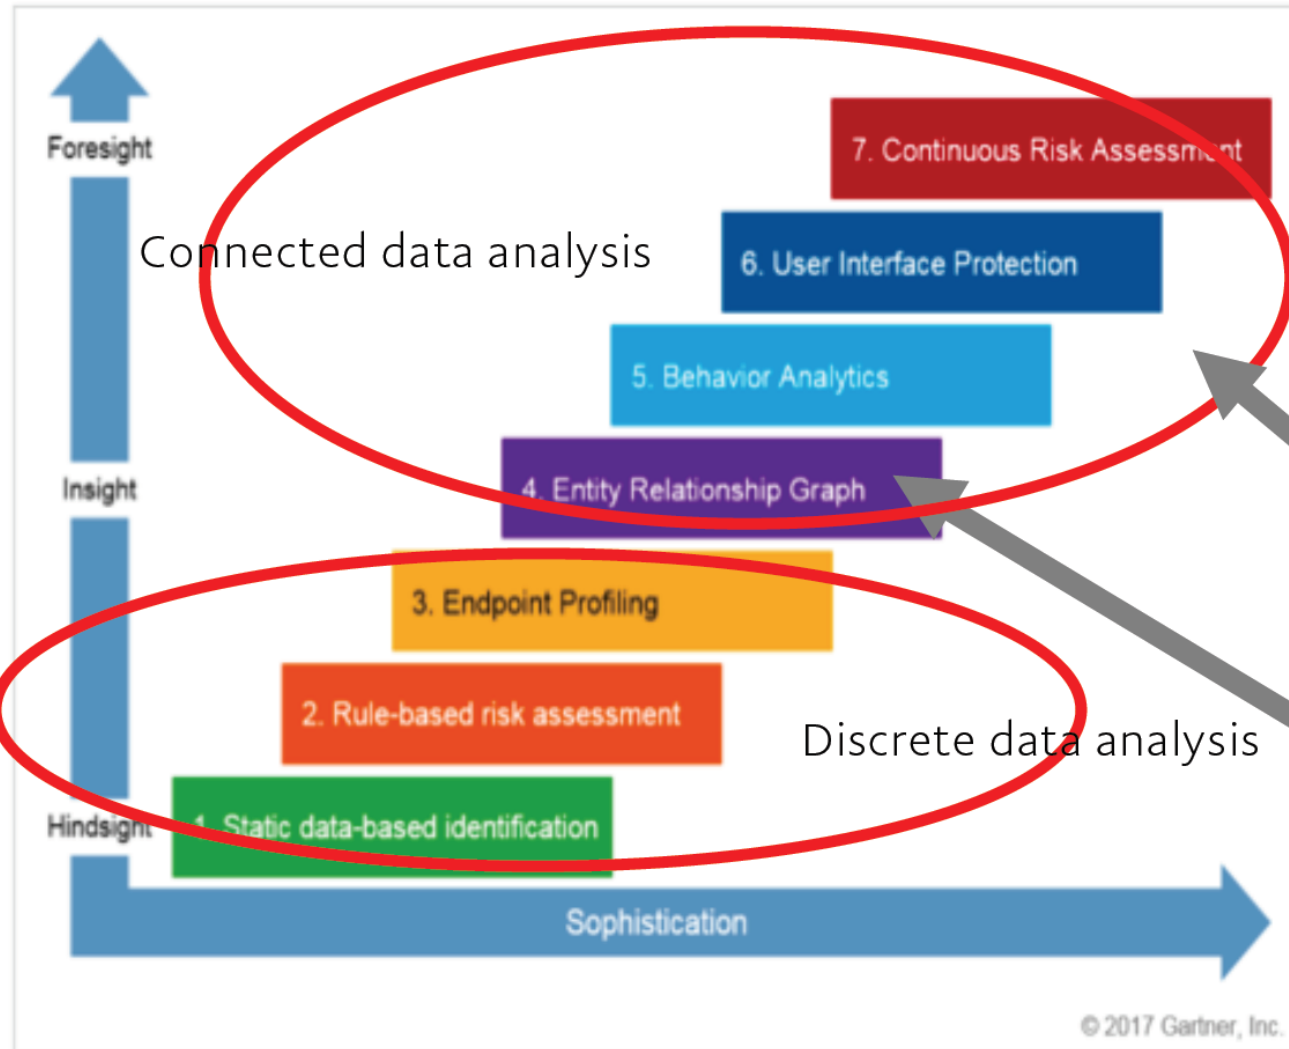 Foresight
7. Continuous Risk Assessment
Connected data analysis
6. User Interface Protection
5. Behavior Analytics
Insight
4. Entity Relationship Graph
3. Endpoint Profiling
2. Rule-based risk assessment
Discrete data analysis
Hindsight
1. Static data-based identification
Sophistication
© 2017 Gartner, Inc.